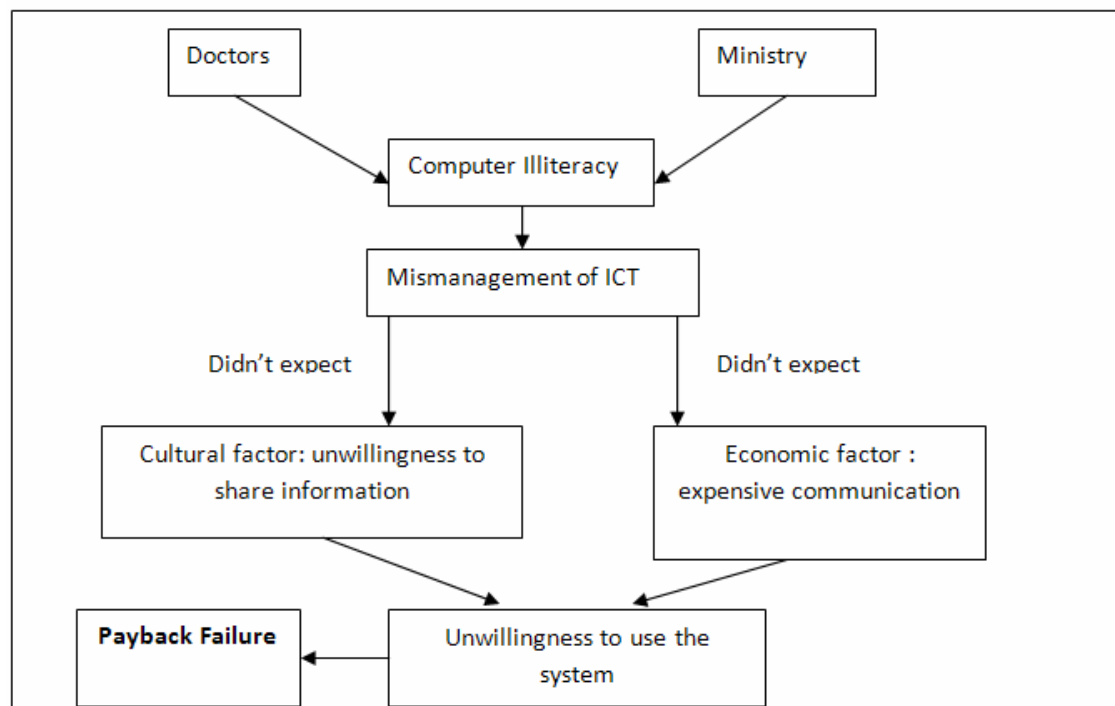 Doctors
Ministry
Computer Illiteracy
Mismanagement of ICT
Didn’t expect
Didn’t expect
Cultural factor: unwillingness to
share information
Economic factor :
expensive communication
Payback Failure
Unwillingness to use the
system